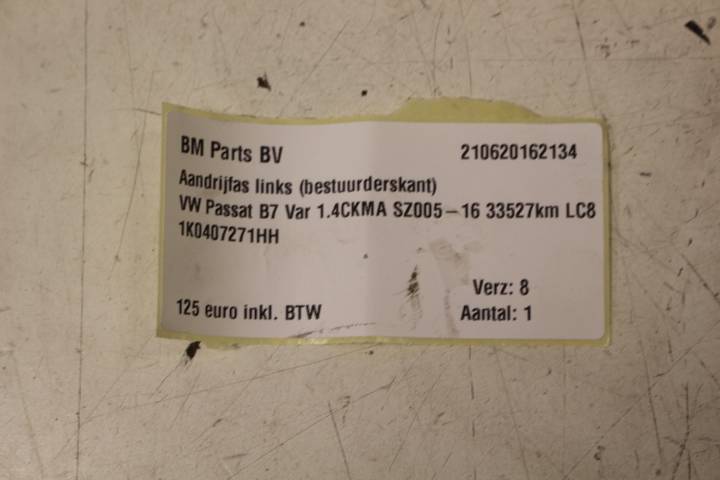 BM Parts BV 210620162134
Aandrijfas links (bestuurderskant)
VW Passat B7 Var 1.4CKMA SZ005-16 33527km LC8
1K0407271HH
Verz: 8
125 euro inkl. BTW Aantal: 1